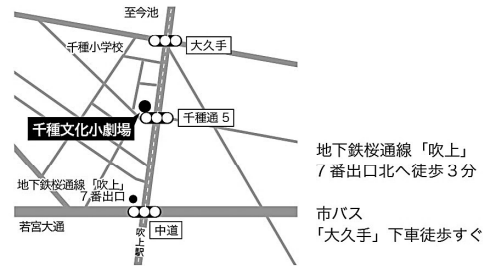 至今池
千種小学校
大久手
千種通 5
千種文化小劇場
地下鉄桜通線「吹上」
7番出口
若宮大通
中道
吹上駅
地下鉄桜通線「吹上」
7番出口北へ徒歩3分
市バス
「大久手」下車徒歩すぐ